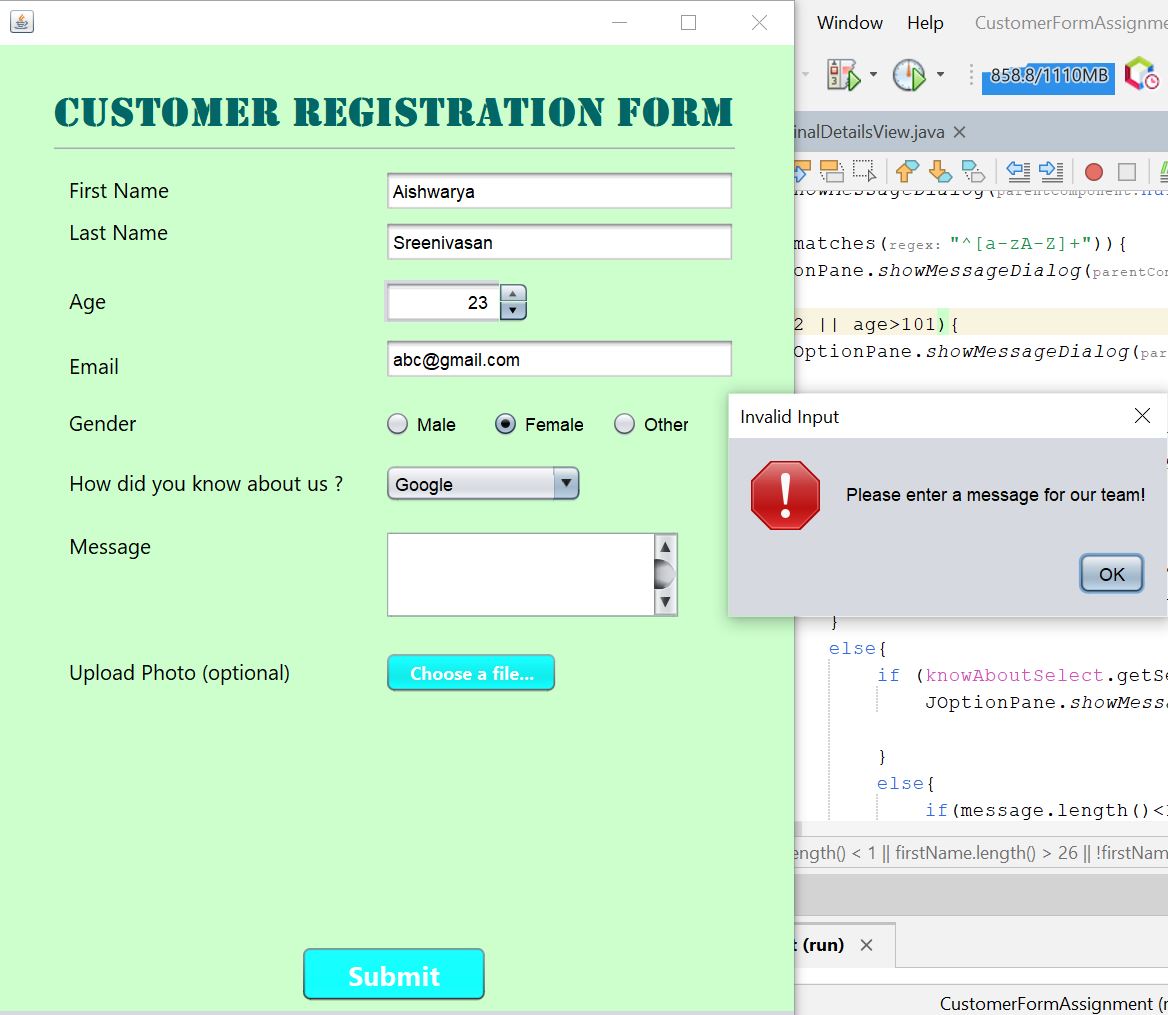 Window Help CustomerFormAssignme
858.8/1110MB
CUSTOMER REGISTRATION FORM
First Name Aishwarya
Last Name Sreenivasan
Age 23
Email abc@gmail.com
Gender Male Female Other
How did you know about us ? Google
Message
Upload Photo (optional) Choose a file...
Submit
inalDetailsView.java
howMessageDialog(parentComponent:nu
matches(regex: "^[a-zA-Z]+")){
onPane.showMessageDialog(parentCon
2 || age>101){
OptionPane.showMessageDialog(par
Invalid Input
Please enter a message for our team!
OK
}
else{
if (knowAboutSelect.getSe
JOptionPane.showMessa
}
else{
if(message.length()<
ength() < 1 || firstName.length() > 26 || !firstNam
t (run)
CustomerFormAssignment (r